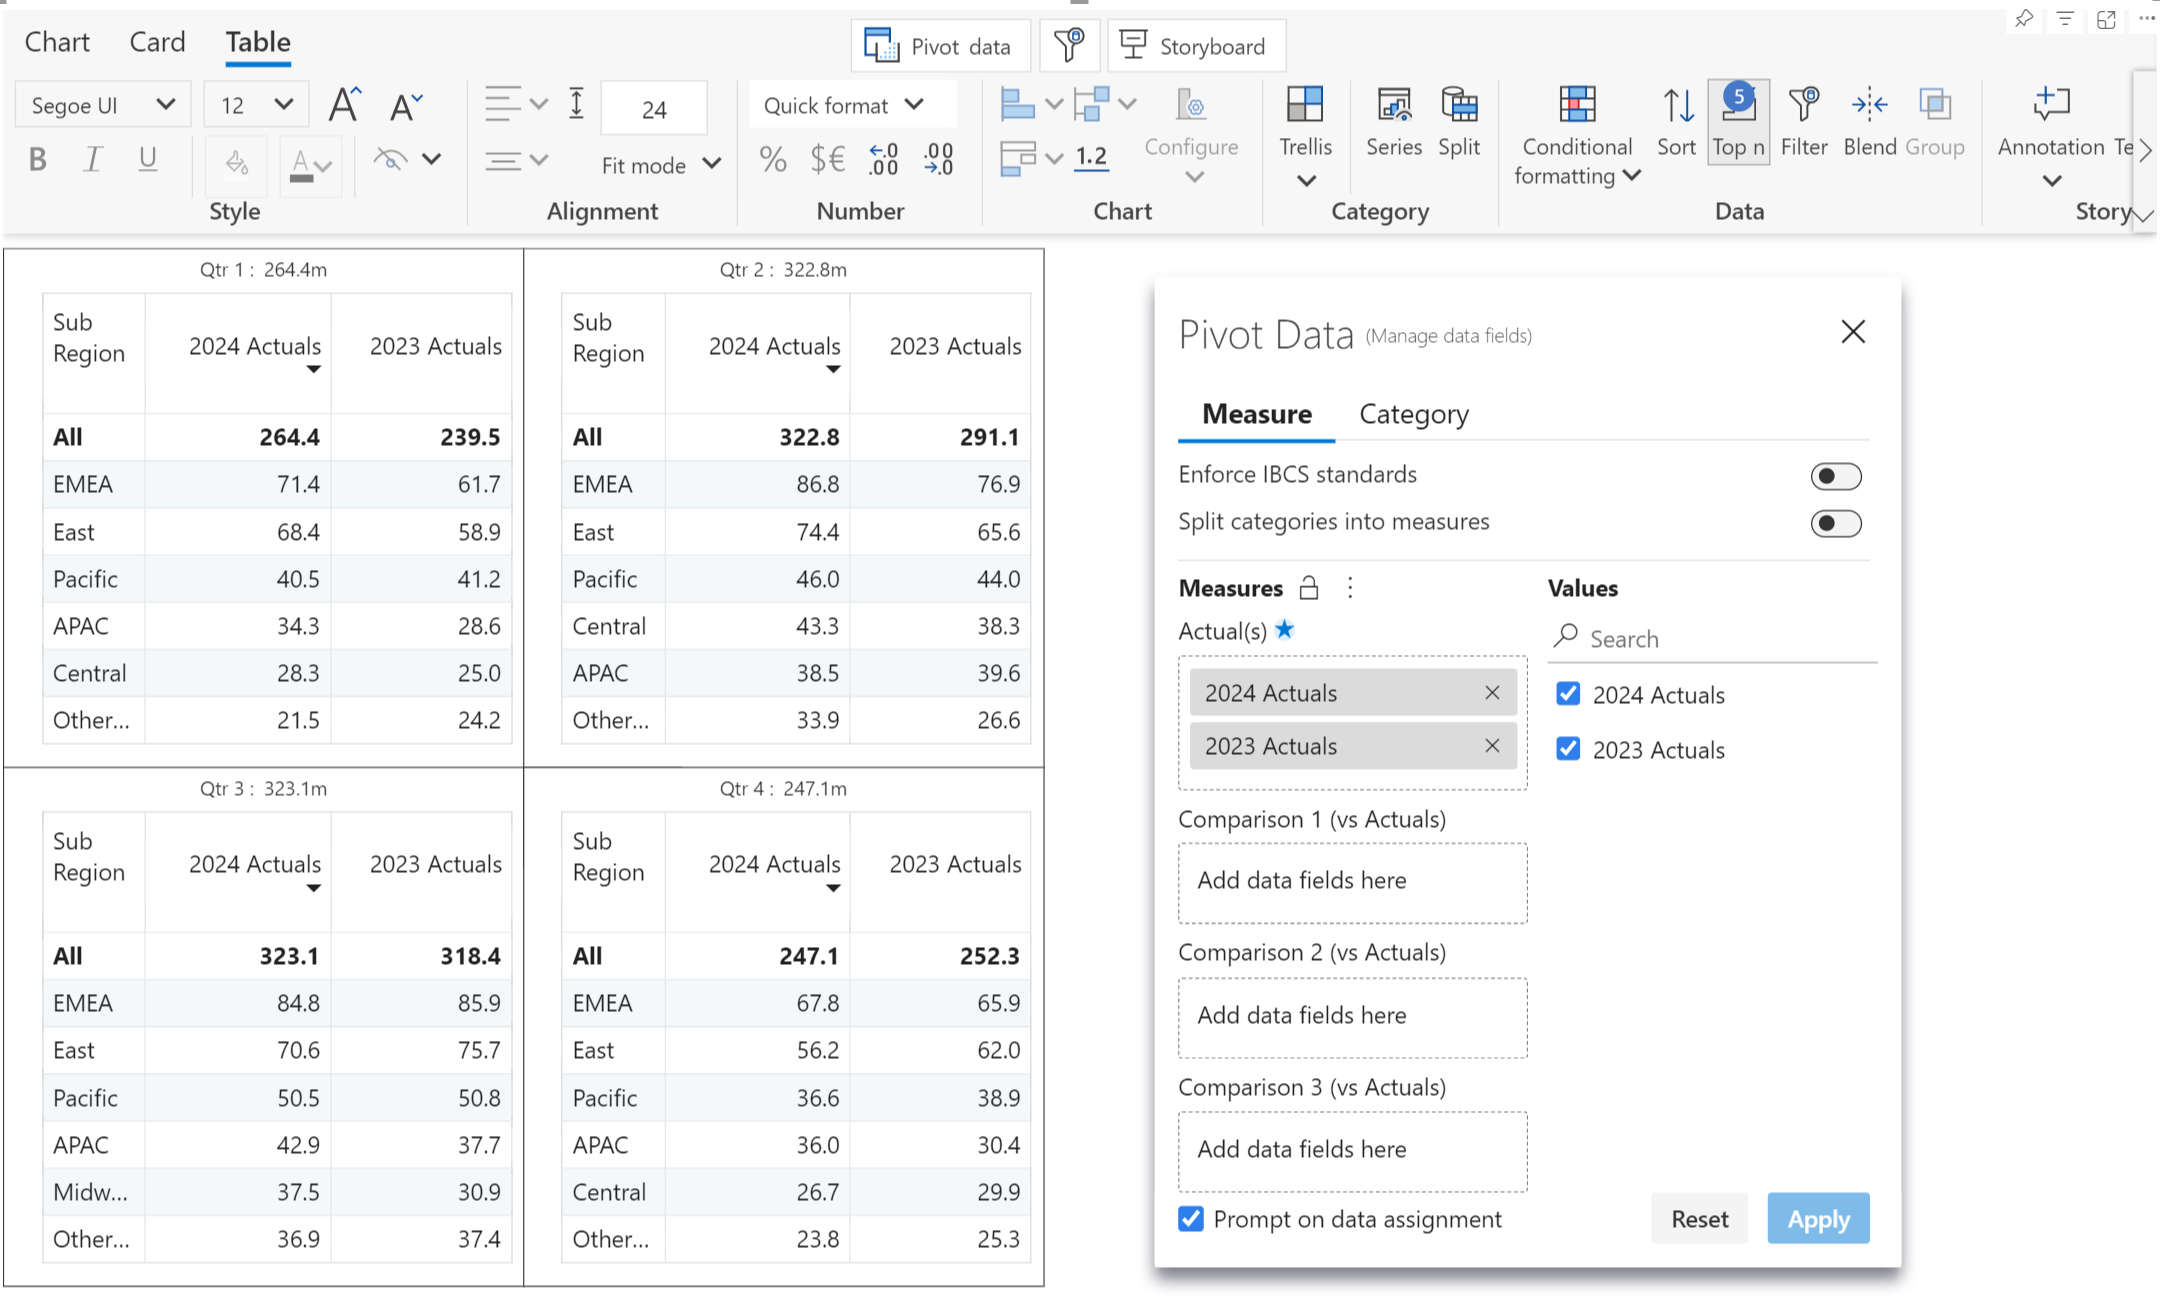 Chart Card Table
Pivot data Storyboard
Segoe UI 12 A A 24 Quick format 5
B I U A Fit mode % $€ .0 .00 .00 .0 1.2 Configure Trellis Series Split Conditional formatting Sort Top n Filter Blend Group Annotation Te
Style Alignment Number Chart Category Data Story
Qtr 1 : 264.4m
Sub Region 2024 Actuals 2023 Actuals
All 264.4 239.5
EMEA 71.4 61.7
East 68.4 58.9
Pacific 40.5 41.2
APAC 34.3 28.6
Central 28.3 25.0
Other... 21.5 24.2
Qtr 2 : 322.8m
Sub Region 2024 Actuals 2023 Actuals
All 322.8 291.1
EMEA 86.8 76.9
East 74.4 65.6
Pacific 46.0 44.0
Central 43.3 38.3
APAC 38.5 39.6
Other... 33.9 26.6
Qtr 3 : 323.1m
Sub Region 2024 Actuals 2023 Actuals
All 323.1 318.4
EMEA 84.8 85.9
East 70.6 75.7
Pacific 50.5 50.8
APAC 42.9 37.7
Midw... 37.5 30.9
Other... 36.9 37.4
Qtr 4 : 247.1m
Sub Region 2024 Actuals 2023 Actuals
All 247.1 252.3
EMEA 67.8 65.9
East 56.2 62.0
Pacific 36.6 38.9
APAC 36.0 30.4
Central 26.7 29.9
Other... 23.8 25.3
Pivot Data (Manage data fields)
Measure Category
Enforce IBCS standards
Split categories into measures
Measures
Actual(s)
2024 Actuals
2023 Actuals
Comparison 1 (vs Actuals)
Add data fields here
Comparison 2 (vs Actuals)
Add data fields here
Comparison 3 (vs Actuals)
Add data fields here
Values
Search
2024 Actuals
2023 Actuals
Prompt on data assignment
Reset Apply